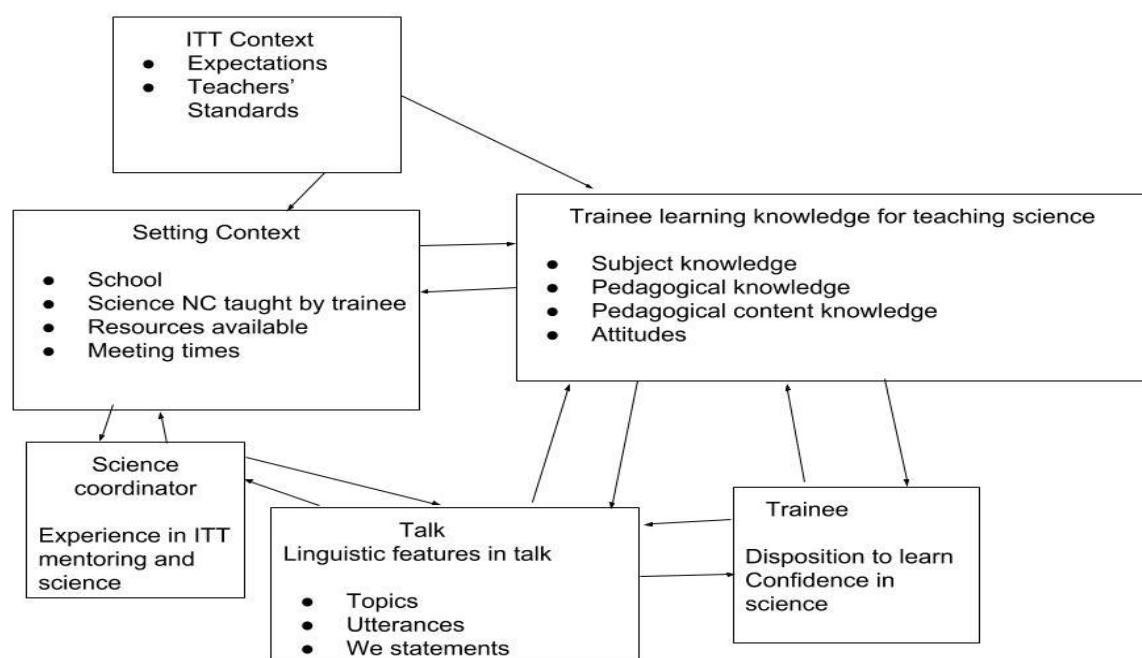 ITT Context
● Expectations
● Teachers'
Standards
Setting Context
● School
● Science NC taught by trainee
● Resources available
● Meeting times
Trainee learning knowledge for teaching science
● Subject knowledge
● Pedagogical knowledge
● Pedagogical content knowledge
● Attitudes
Science
coordinator
Experience in ITT
mentoring and
science
Talk
Linguistic features in talk
● Topics
● Utterances
● We statements
Trainee
Disposition to learn
Confidence in
science